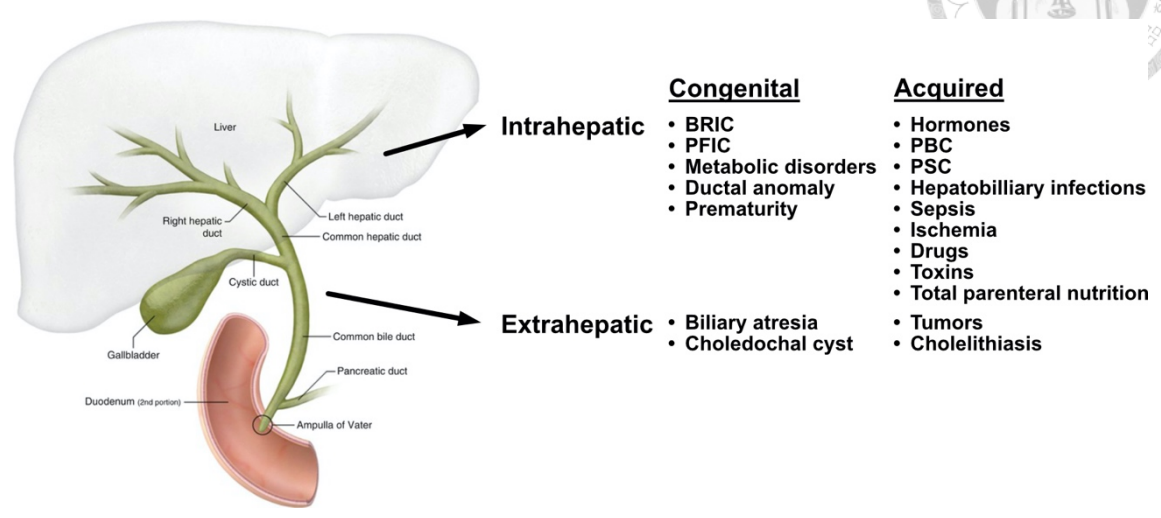 Liver
Right hepatic
duct
Left hepatic duct
Common hepatic duct
Cystic duct
Gallbladder
Common bile duct
Pancreatic duct
Duodenum (2nd portion)
Ampulla of Vater
Congenital
Acquired
Intrahepatic
• BRIC
• PFIC
• Metabolic disorders
• Ductal anomaly
• Prematurity
• Hormones
• PBC
• PSC
• Hepatobilliary infections
• Sepsis
• Ischemia
• Drugs
• Toxins
• Total parenteral nutrition
Extrahepatic
• Biliary atresia
• Choledochal cyst
• Tumors
• Cholelithiasis